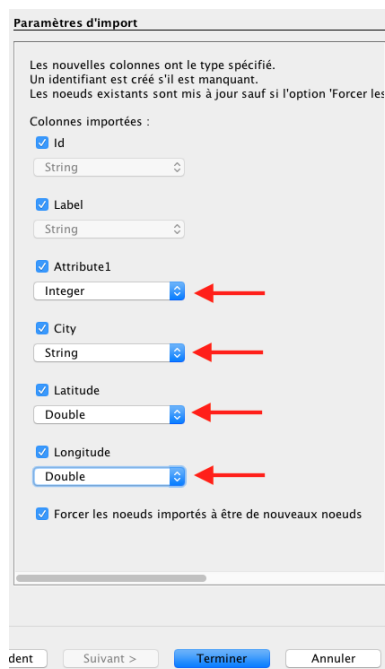 Paramètres d'import
Les nouvelles colonnes ont le type spécifié.
Un identifiant est créé s'il est manquant.
Les noeuds existants sont mis à jour sauf si l'option 'Forcer les
Colonnes importées :
Id
String
Label
String
Attribute1
Integer
City
String
Latitude
Double
Longitude
Double
Forcer les noeuds importés à être de nouveaux noeuds
dent Suivant > Terminer Annuler